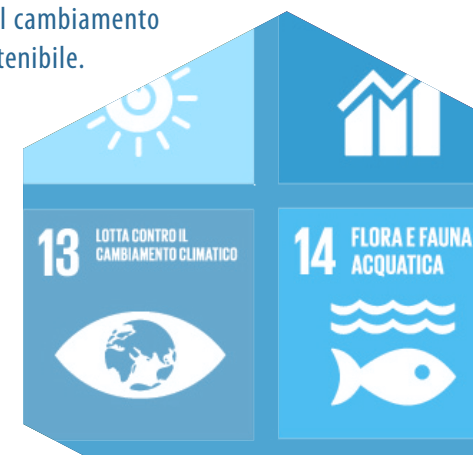 l cambiamento
tenibile.
13 LOTTA CONTRO IL
CAMBIAMENTO CLIMATICO
14 FLORA E FAUNA
ACQUATICA